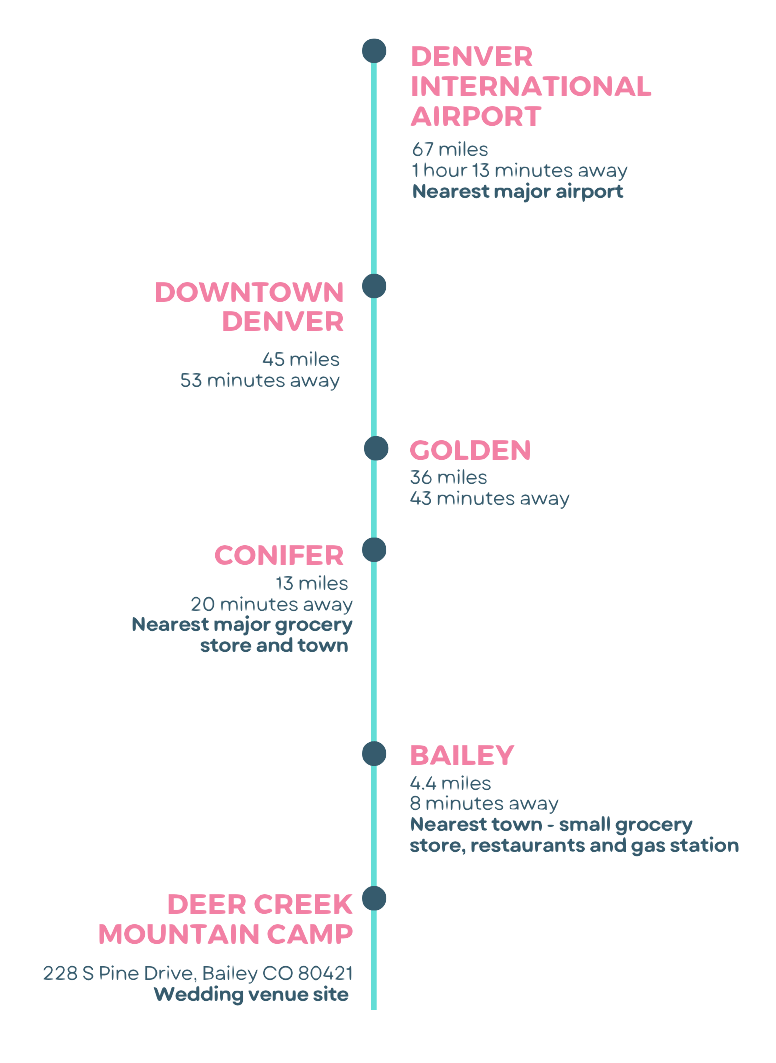 DENVER
INTERNATIONAL
AIRPORT
67 miles
1 hour 13 minutes away
Nearest major airport
DOWNTOWN
DENVER
45 miles
53 minutes away
GOLDEN
36 miles
43 minutes away
CONIFER
13 miles
20 minutes away
Nearest major grocery
store and town
BAILEY
4.4 miles
8 minutes away
Nearest town - small grocery
store, restaurants and gas station
DEER CREEK
MOUNTAIN CAMP
228 S Pine Drive, Bailey CO 80421
Wedding venue site